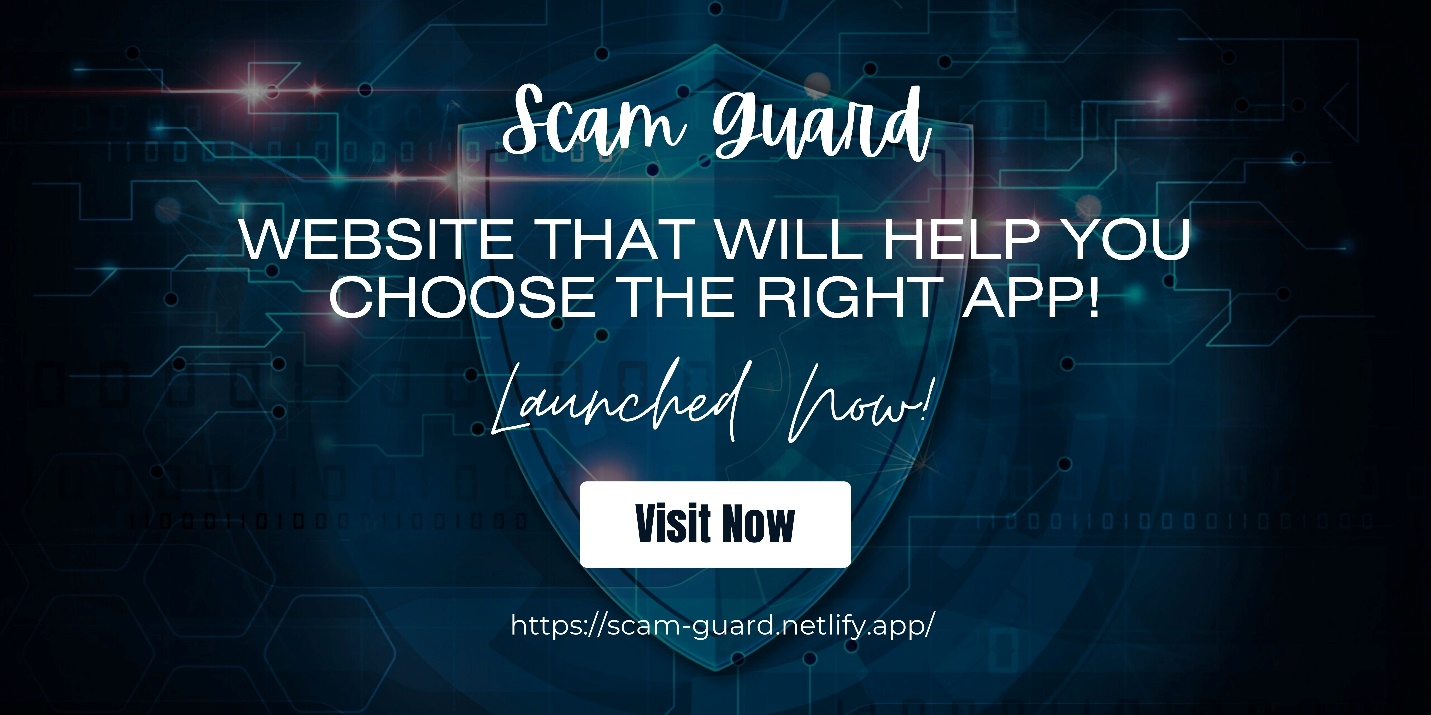 Scam Guard
WEBSITE THAT WILL HELP YOU
CHOOSE THE RIGHT APP!
Launched Now!
Visit Now
https://scam-guard.netlify.app/